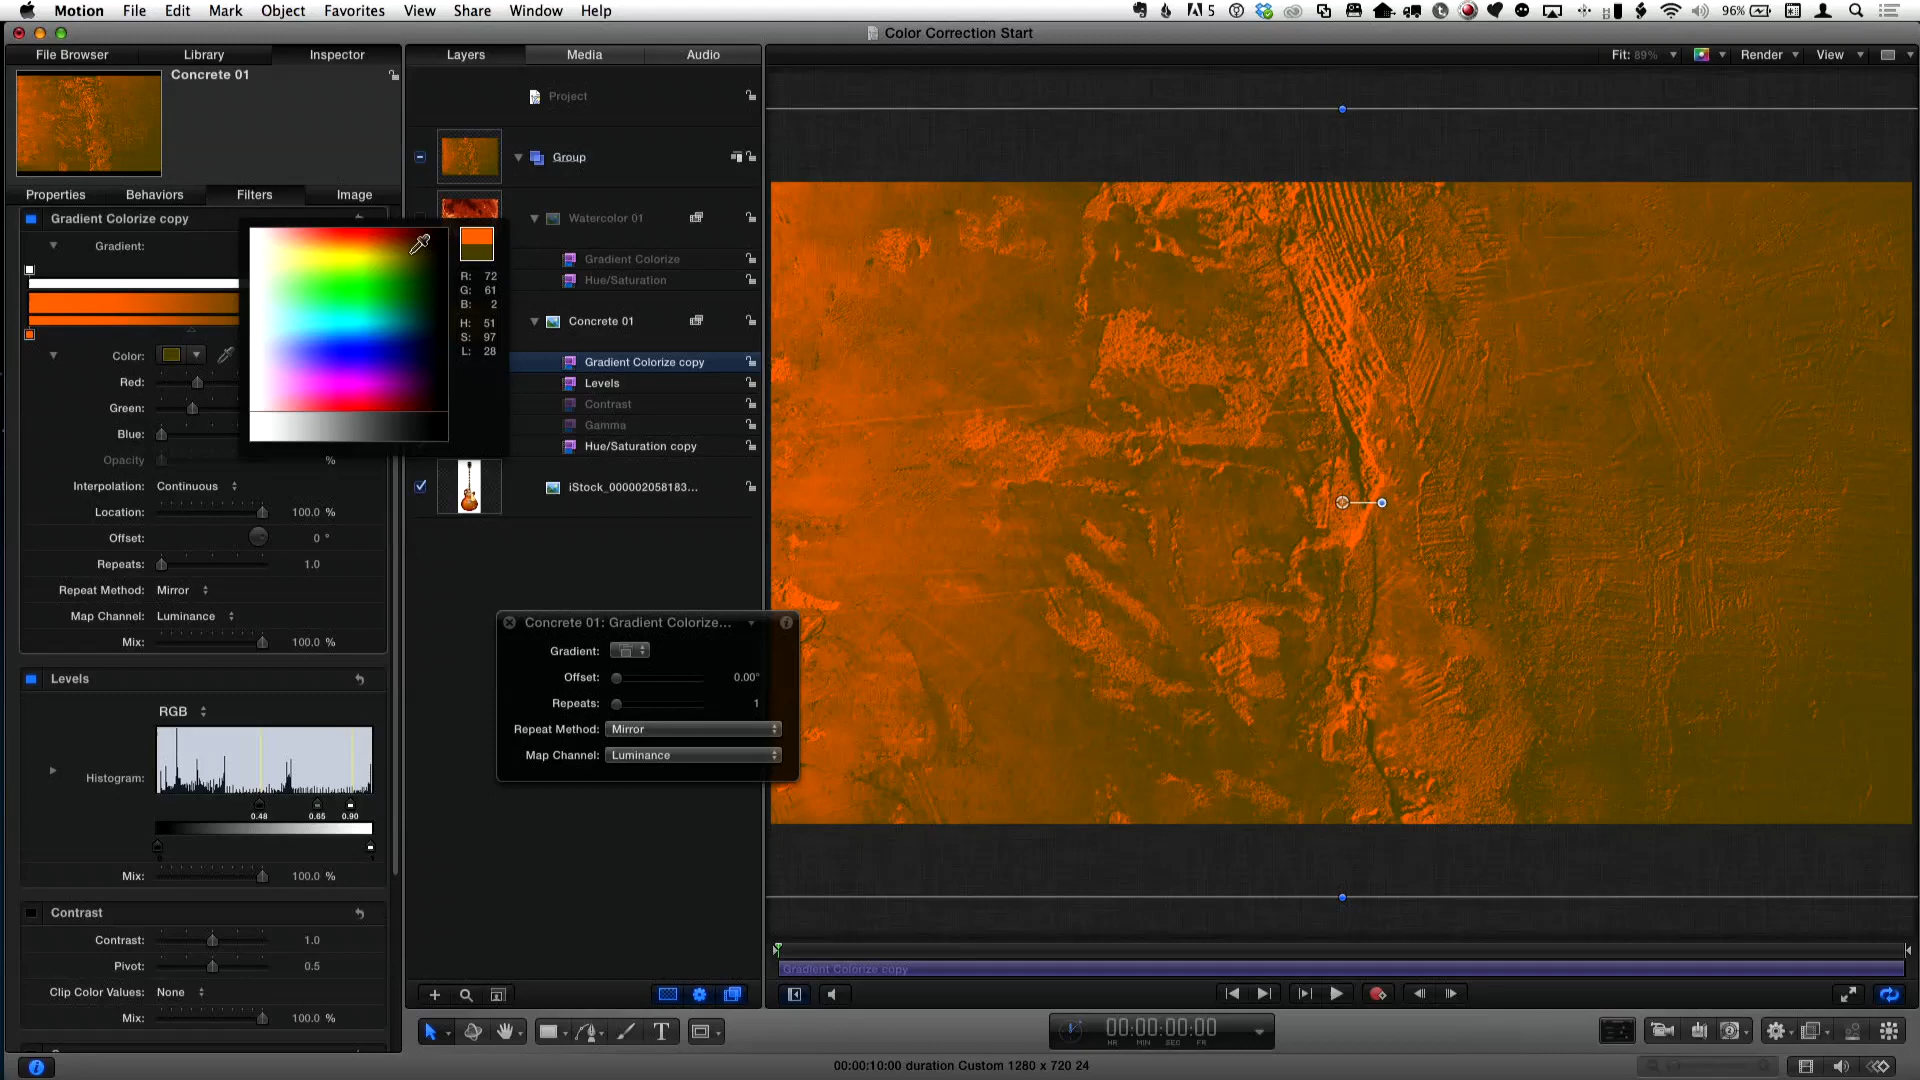 Motion File Edit Mark Object Favorites View Share Window Help
5 96%
Color Correction Start
File Browser Library Inspector
Layers Media Audio
Fit: 89% Render View
Concrete 01
Project
Group
Properties Behaviors Filters Image
Gradient Colorize copy
Watercolor 01
Gradient:
Gradient Colorize
Hue/Saturation
R: 72
G: 61
B: 2
H: 51
S: 97
L: 28
Concrete 01
Color:
Gradient Colorize copy
Red:
Levels
Green:
Contrast
Blue:
Gamma
Opacity %
Hue/Saturation copy
Interpolation: Continuous
iStock_000002058183...
Location: 100.0 %
Offset: 0 °
Repeats: 1.0
Repeat Method: Mirror
Map Channel: Luminance
Mix: 100.0 %
Concrete 01: Gradient Colorize...
Gradient:
Offset: 0.00°
Repeats: 1
Repeat Method: Mirror
Map Channel: Luminance
Levels
RGB
Histogram:
0.48 0.65 0.90
Mix: 100.0 %
Contrast
Contrast: 1.0
Pivot: 0.5
Clip Color Values: None
Mix: 100.0 %
Gradient Colorize copy
T
00:00:00:00
HR MIN SEC FR
00:00:10:00 duration Custom 1280 x 720 24